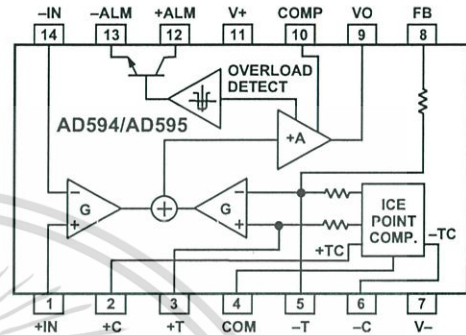 –IN –ALM +ALM V+ COMP VO FB
14 13 12 11 10 9 8
OVERLOAD
DETECT
AD594/AD595
+A
– – ICE
G G POINT
+ + COMP. –TC
+TC
1 2 3 4 5 6 7
+IN +C +T COM –T –C V–